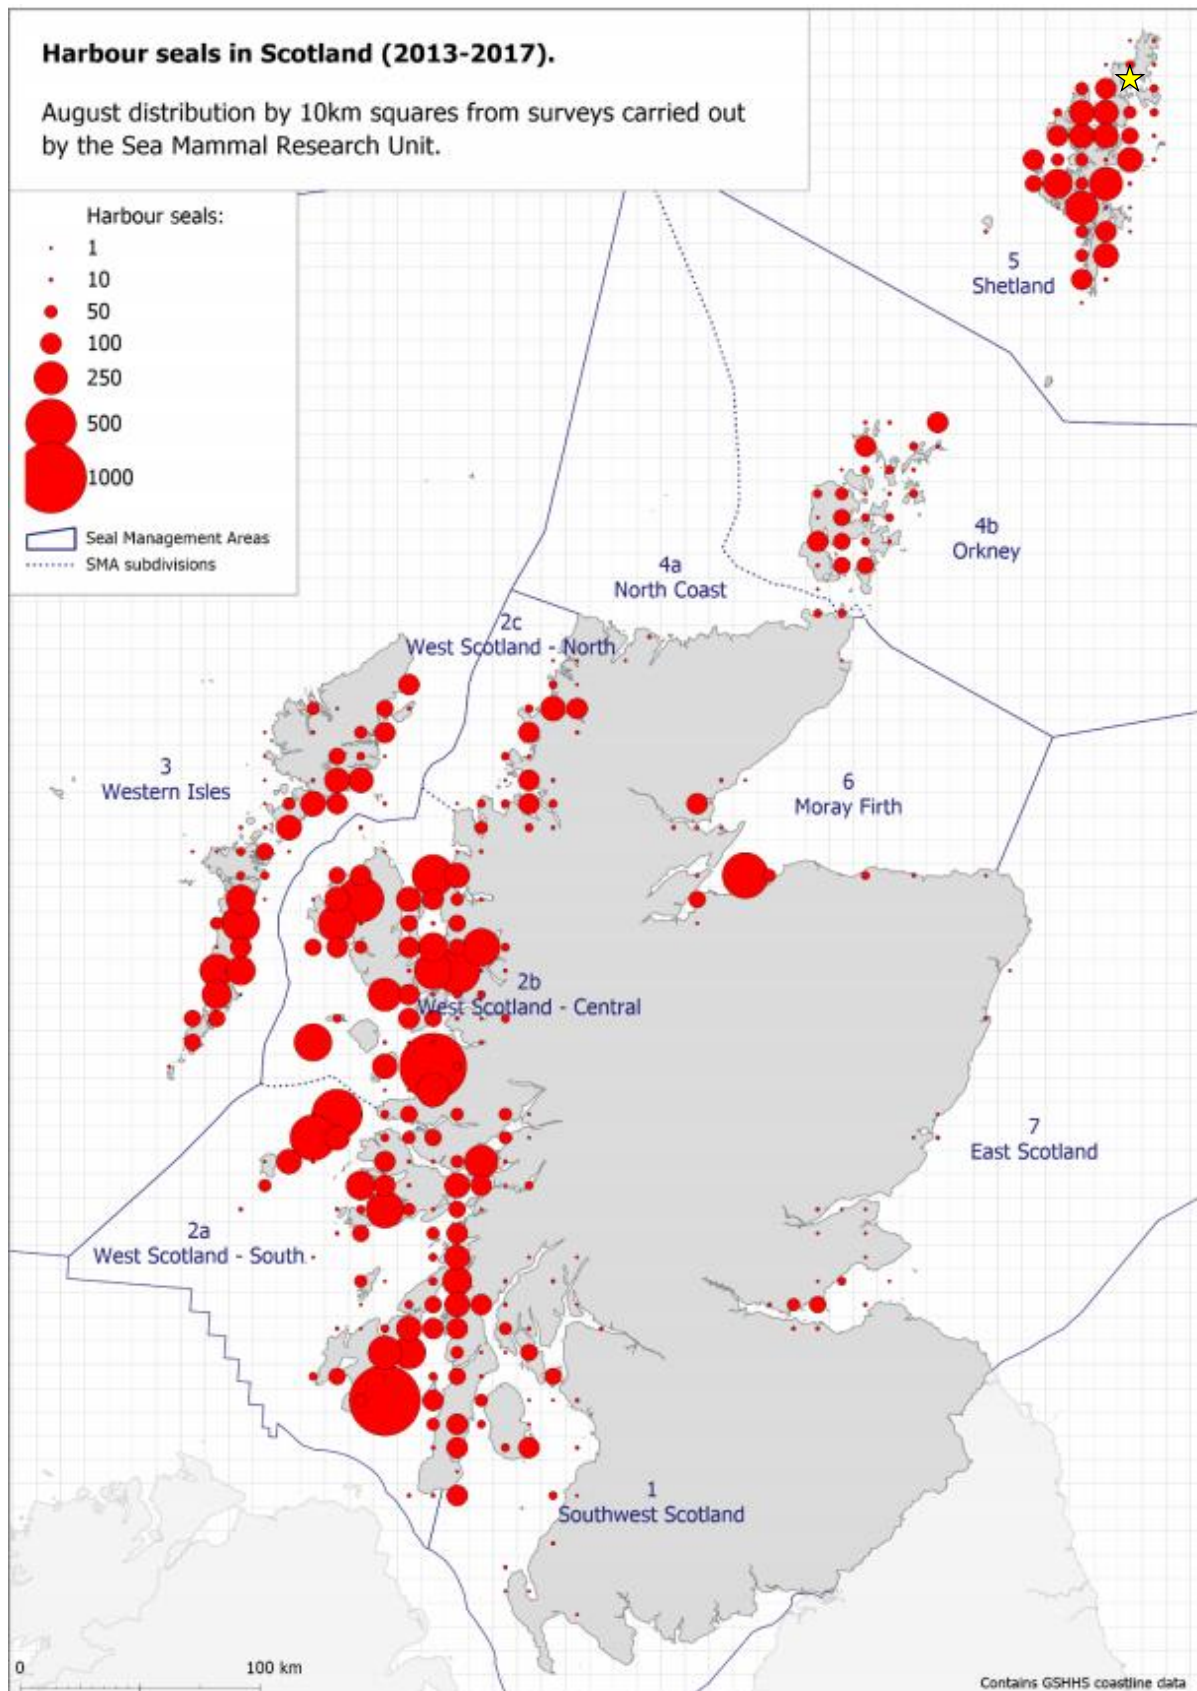 Harbour seals in Scotland (2013-2017).
August distribution by 10km squares from surveys carried out
by the Sea Mammal Research Unit.
Harbour seals:
1
10
50
100
250
500
1000
Seal Management Areas
SMA subdivisions
5
Shetland
4b
Orkney
4a
North Coast
2c
West Scotland - North
3
Western Isles
6
Moray Firth
2b
West Scotland - Central
7
East Scotland
2a
West Scotland - South
1
Southwest Scotland
0
100 km
Contains GSHHS coastline data